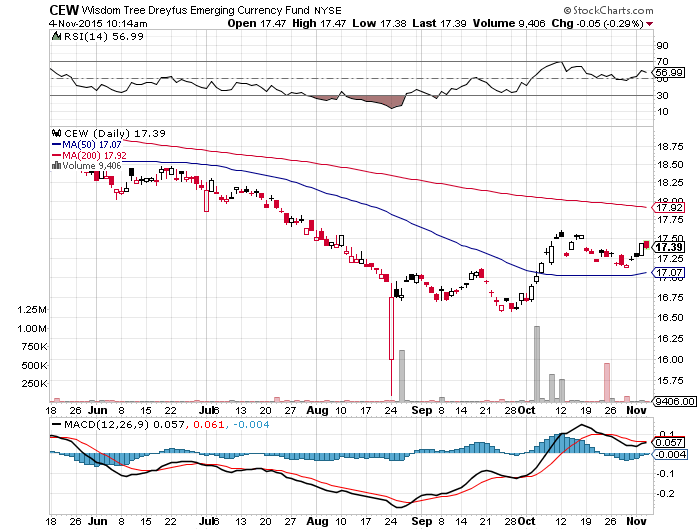 CEW Wisdom Tree Dreyfus Emerging Currency Fund NYSE © StockCharts.com
4-Nov-2015 10:14am Open 17.47 High 17.47 Low 17.38 Last 17.39 Volume 9,406 Chg -0.05 (-0.29%)
RSI(14) 56.99
90
70
56.99
50
30
10
CEW (Daily) 17.39
MA(50) 17.07
MA(200) 17.92
Volume 9,406
18.75
18.50
18.25
18.00
17.92
17.75
17.50
17.39
17.25
17.07
17.00
16.75
16.50
16.25
16.00
15.75
15.50
1.25M
1.00M
750K
500K
250K
9406.00
18 26 Jun 8 15 22 Jul 6 13 20 27 Aug 10 17 24 Sep 8 14 21 28 Oct 12 19 26 Nov
MACD(12,26,9) 0.057, 0.061, -0.004
0.1
0.057
-0.004
-0.1
-0.2
18 26 Jun 8 15 22 Jul 6 13 20 27 Aug 10 17 24 Sep 8 14 21 28 Oct 12 19 26 Nov